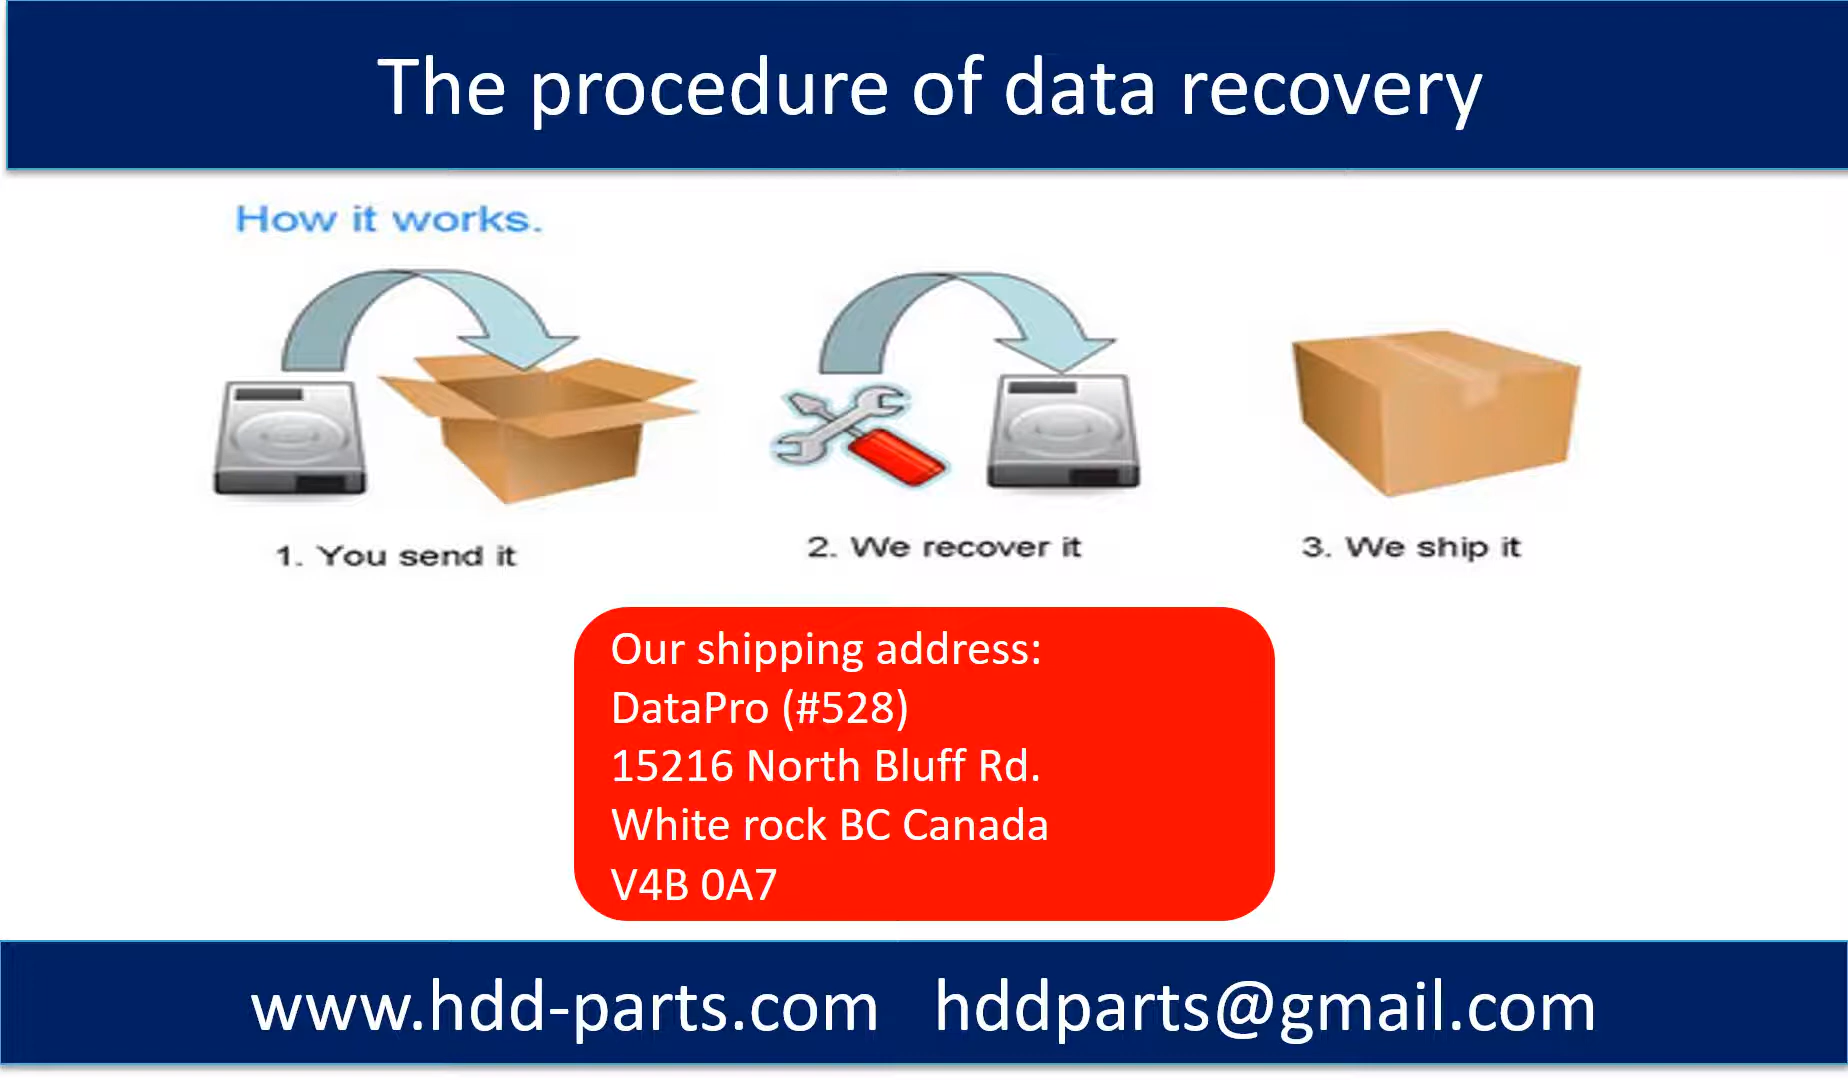 The procedure of data recovery
How it works.
1. You send it
2. We recover it
3. We ship it
Our shipping address:
DataPro (#528)
15216 North Bluff Rd.
White rock BC Canada
V4B 0A7
www.hdd-parts.com hddparts@gmail.com